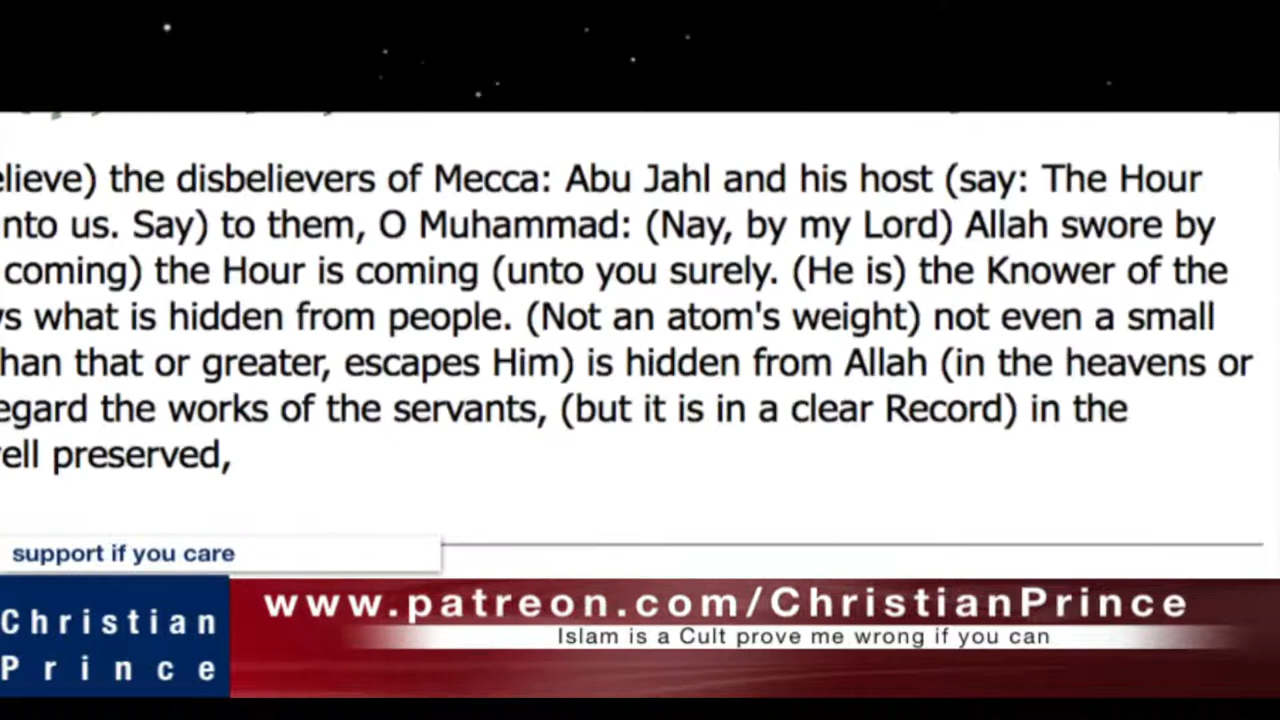 elieve) the disbelievers of Mecca: Abu Jahl and his host (say: The Hour
nto us. Say) to them, O Muhammad: (Nay, by my Lord) Allah swore by
coming) the Hour is coming (unto you surely. (He is) the Knower of the
s what is hidden from people. (Not an atom's weight) not even a small
han that or greater, escapes Him) is hidden from Allah (in the heavens or
egard the works of the servants, (but it is in a clear Record) in the
ell preserved,
support if you care
Christian
Prince
www.patreon.com/ChristianPrince
Islam is a Cult prove me wrong if you can